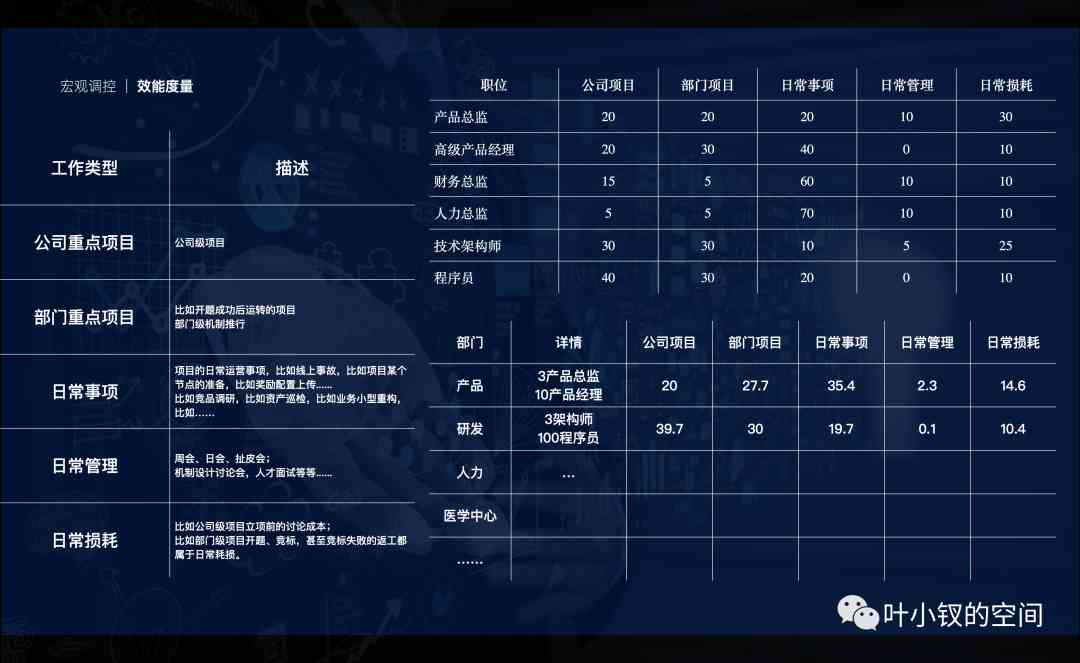 宏观调控 | 效能度量
工作类型 描述
公司重点项目 公司级项目
部门重点项目 比如开题成功后运转的项目
部门级机制推行
日常事项 项目的日常运营事项，比如线上事故，比如项目某个
节点的准备，比如奖励配置上传......
比如竞品调研，比如资产巡检，比如业务小型重构，
比如……
日常管理 周会、日会、扯皮会；
机制设计讨论会，人才面试等等......
日常损耗 比如公司级项目立项前的讨论成本；
比如部门级项目开题、竞标，甚至竞标失败的返工都
属于日常耗损。
职位 公司项目 部门项目 日常事项 日常管理 日常损耗
产品总监 20 20 20 10 30
高级产品经理 20 30 40 0 10
财务总监 15 5 60 10 10
人力总监 5 5 70 10 10
技术架构师 30 30 10 5 25
程序员 40 30 20 0 10
部门 详情 公司项目 部门项目 日常事项 日常管理 日常损耗
产品 3产品总监 20 27.7 35.4 2.3 14.6
10产品经理
研发 3架构师 39.7 30 19.7 0.1 10.4
100程序员
人力 ...
医学中心
......
叶小钗的空间